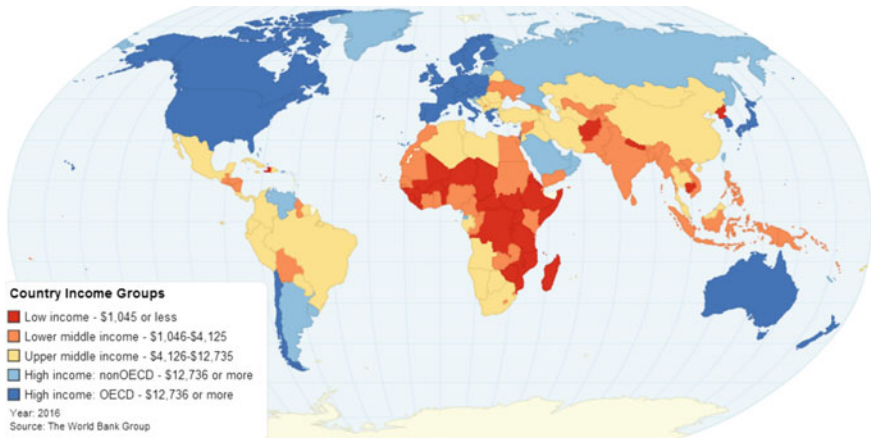 Country Income Groups
Low income - $1,045 or less
Lower middle income - $1,046-$4,125
Upper middle income - $4,126-$12,735
High income: nonOECD - $12,736 or more
High income: OECD - $12,736 or more
Year: 2016
Source: The World Bank Group